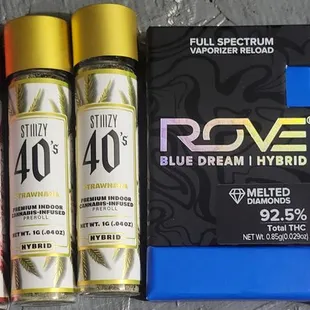 STIIIZY
40's
STRAWNANA
PREMIUM INDOOR
CANNABIS-INFUSED
PREROLL
NET WT. 1G (.04OZ)
HYBRID
STIIIZY
40's
STRAWNANA
PREMIUM INDOOR
CANNABIS-INFUSED
PREROLL
NET WT. 1G (.04OZ)
HYBRID
FULL SPECTRUM
VAPORIZER RELOAD
ROVE
BLUE DREAM | HYBRID
MELTED
DIAMONDS
92.5%
Total THC
Net Wt. 0.85g(0.029oz)